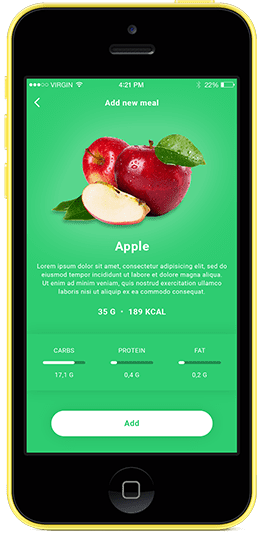 VIRGIN 4:21 PM 22%
Add new meal
Apple
Lorem ipsum dolor sit amet, consectetur adipisicing elit, sed do
eiusmod tempor incididunt ut labore et dolore magna aliqua.
Ut enim ad minim veniam, quis nostrud exercitation ullamco
laboris nisi ut aliquip ex ea commodo consequat.
35 G • 189 KCAL
CARBS PROTEIN FAT
17,1 G 0,4 G 0,2 G
Add